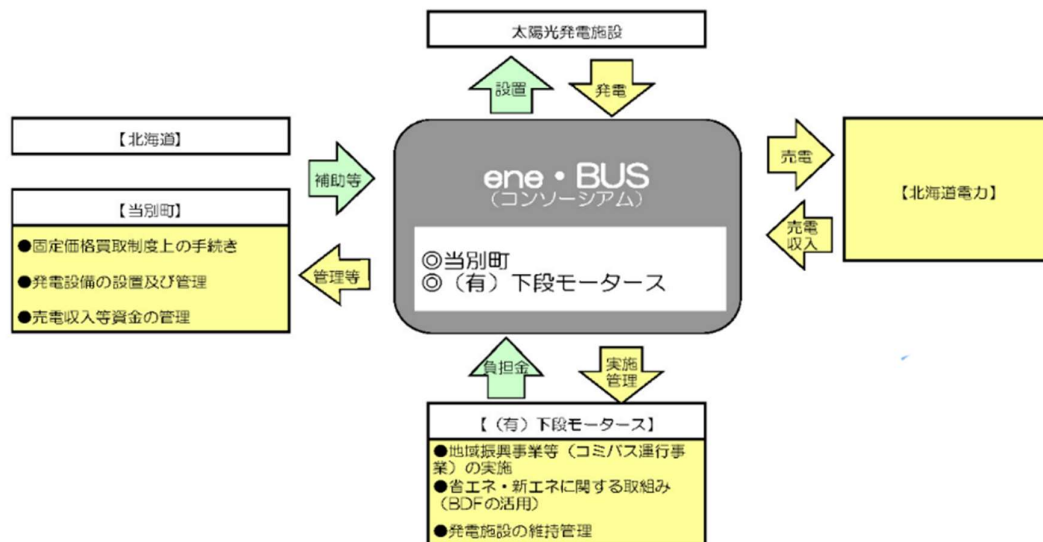 太陽光発電施設
設置
発電
【北海道】
補助等
ene・BUS
（コンソーシアム）
◎当別町
◎（有）下段モータース
売電
【北海道電力】
売電
収入
【当別町】
●固定価格買取制度上の手続き
●発電設備の設置及び管理
●売電収入等資金の管理
管理等
負担金
実施
管理
【（有）下段モータース】
●地域振興事業等（コミバス運行事
業）の実施
●省エネ・新エネに関する取組み
（BDFの活用）
●発電施設の維持管理